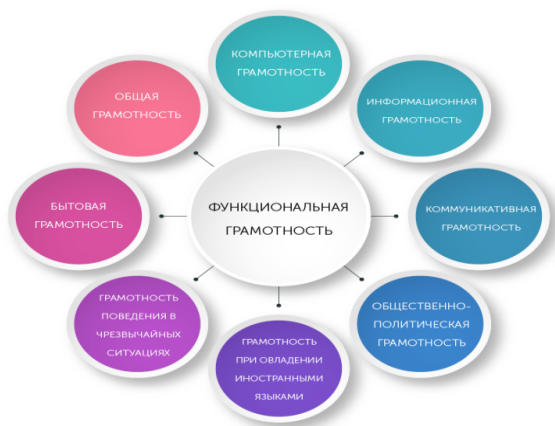 КОМПЬЮТЕРНАЯ
ГРАМОТНОСТЬ
ОБЩАЯ
ГРАМОТНОСТЬ
ИНФОРМАЦИОННАЯ
ГРАМОТНОСТЬ
БЫТОВАЯ
ГРАМОТНОСТЬ
ФУНКЦИОНАЛЬНАЯ
ГРАМОТНОСТЬ
КОММУНИКАТИВНАЯ
ГРАМОТНОСТЬ
ГРАМОТНОСТЬ
ПОВЕДЕНИЯ В
ЧРЕЗВЫЧАЙНЫХ
СИТУАЦИЯХ
ГРАМОТНОСТЬ
ПРИ ОВЛАДЕНИИ
ИНОСТРАННЫМИ
ЯЗЫКАМИ
ОБЩЕСТВЕННО-
ПОЛИТИЧЕСКАЯ
ГРАМОТНОСТЬ